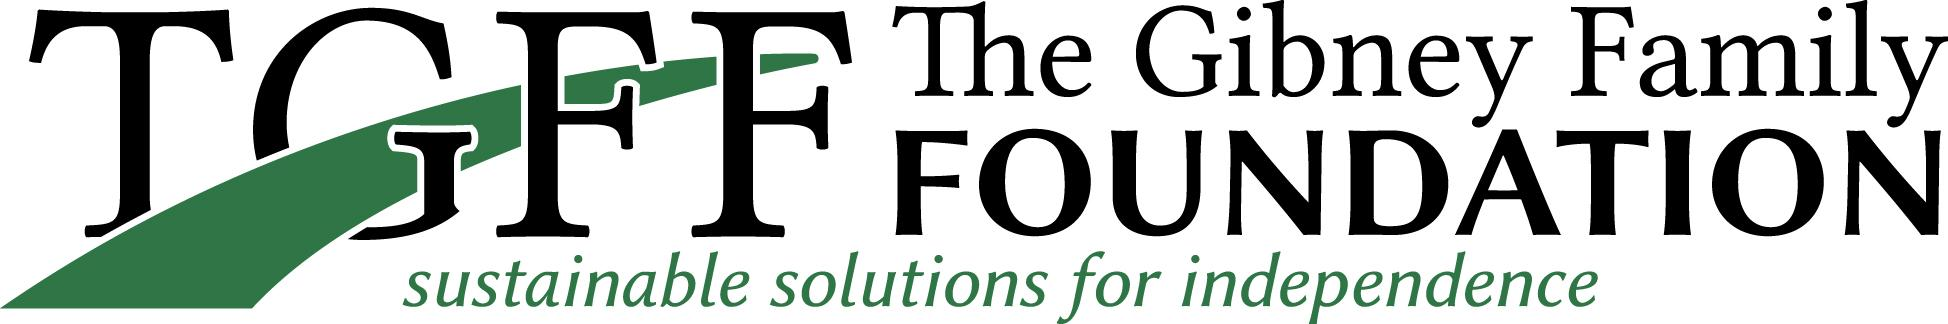 TGFF
The Gibney Family
FOUNDATION
sustainable solutions for independence